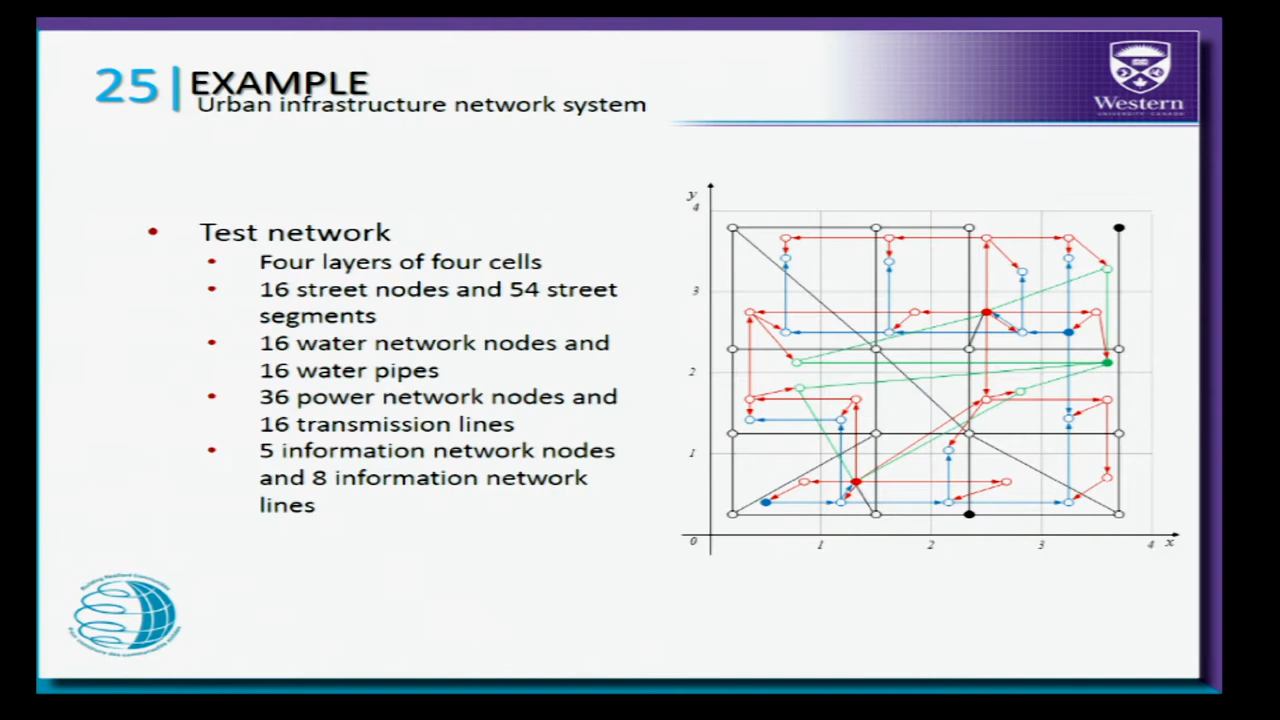 25 | EXAMPLE
Urban infrastructure network system
Western
UNIVERSITY · CANADA
• Test network
• Four layers of four cells
• 16 street nodes and 54 street
segments
• 16 water network nodes and
16 water pipes
• 36 power network nodes and
16 transmission lines
• 5 information network nodes
and 8 information network
lines
y
4
3
2
1
0
1
2
3
4
x
Building Resilient Communities